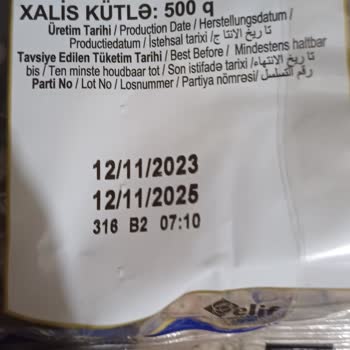 XALİS KÜTLƏ: 500 q
Üretim Tarihi / Production Date / Herstellungsdatum /
Productiedatum / İstehsal tarixi / تاريخ الانتاج /
Tavsiye Edilen Tüketim Tarihi / Best Before / Mindestens haltbar
bis / Ten minste houdbaar tot / Son istifadə tarixi / تاريخ الانتهاء/
Parti No / Lot No / Losnummer / Partiya nömrəsi/ رقم التسلسل
12/11/2023
12/11/2025
316 B2 07:10
elif